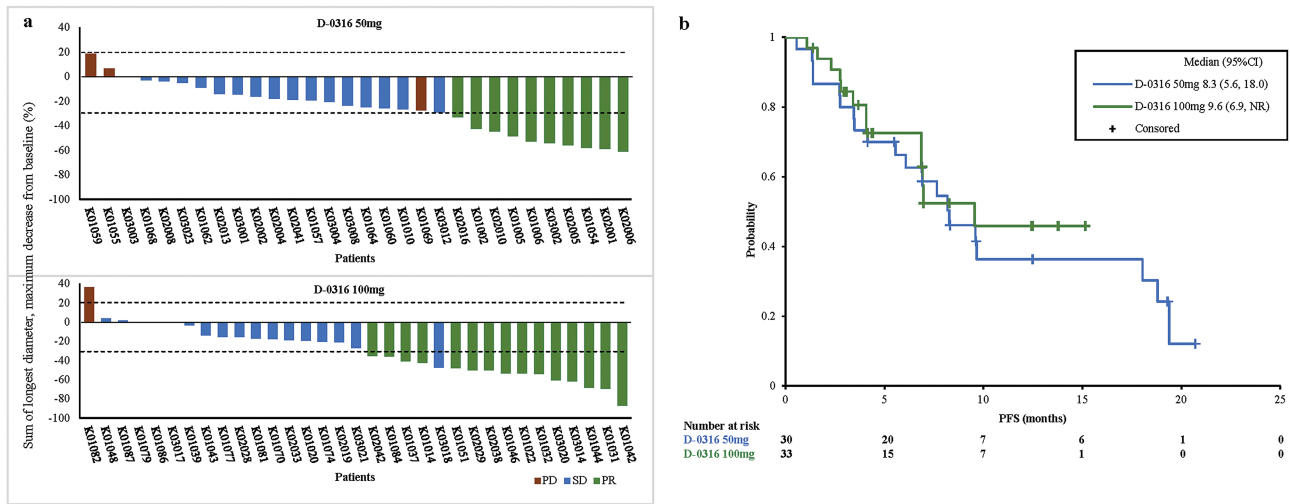 a
D-0316 50mg
Sum of longest diameter, maximum decrease from baseline (%)
60
40
20
0
-20
-40
-60
-80
-100
K01059 K01055 K03003 K01068 K02008 K03023 K01062 K02013 K03001 K02002 K02004 K02041 K01057 K03004 K03008 K01064 K01060 K01010 K01069 K03012 K02016 K01002 K02010 K01005 K01006 K03002 K02005 K01054 K02001 K02006
Patients
D-0316 100mg
40
20
0
-20
-40
-60
-80
-100
K01082 K01048 K01087 K01079 K01086 K03017 K01039 K01043 K01077 K02028 K01081 K01070 K02033 K01020 K01074 K02019 K03021 K02042 K01084 K01037 K01014 K03018 K01051 K02029 K02038 K01046 K01022 K01032 K03020 K03014 K01044 K01031 K01042
Patients
PD SD PR
b
Probability
1
0.8
0.6
0.4
0.2
0
0 5 10 15 20 25
PFS (months)
Median (95%CI)
D-0316 50mg 8.3 (5.6, 18.0)
D-0316 100mg 9.6 (6.9, NR)
Consored
Number at risk
D-0316 50mg 30 20 7 6 1 0
D-0316 100mg 33 15 7 1 0 0